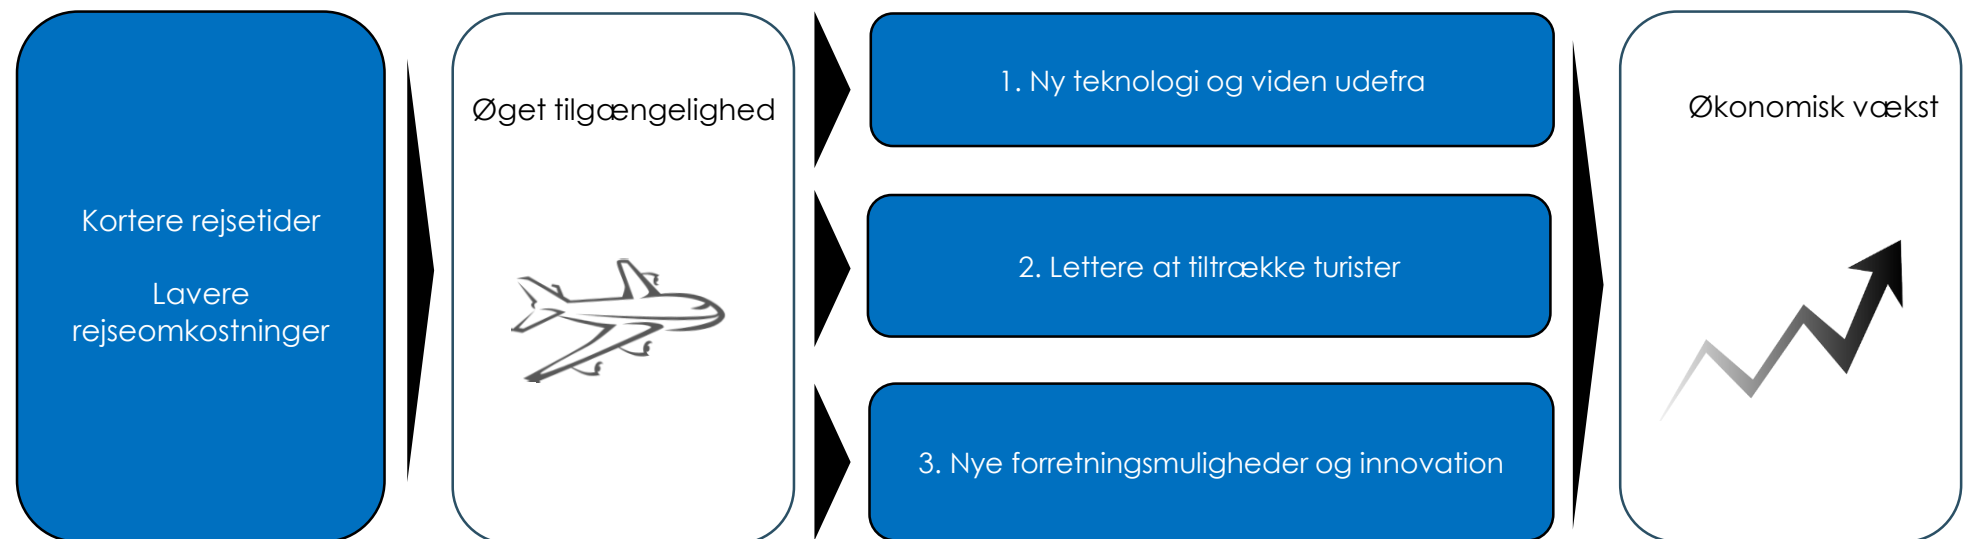 Kortere rejsetider
Lavere
rejseomkostninger
Øget tilgængelighed
1. Ny teknologi og viden udefra
2. Lettere at tiltrække turister
3. Nye forretningsmuligheder og innovation
Økonomisk vækst